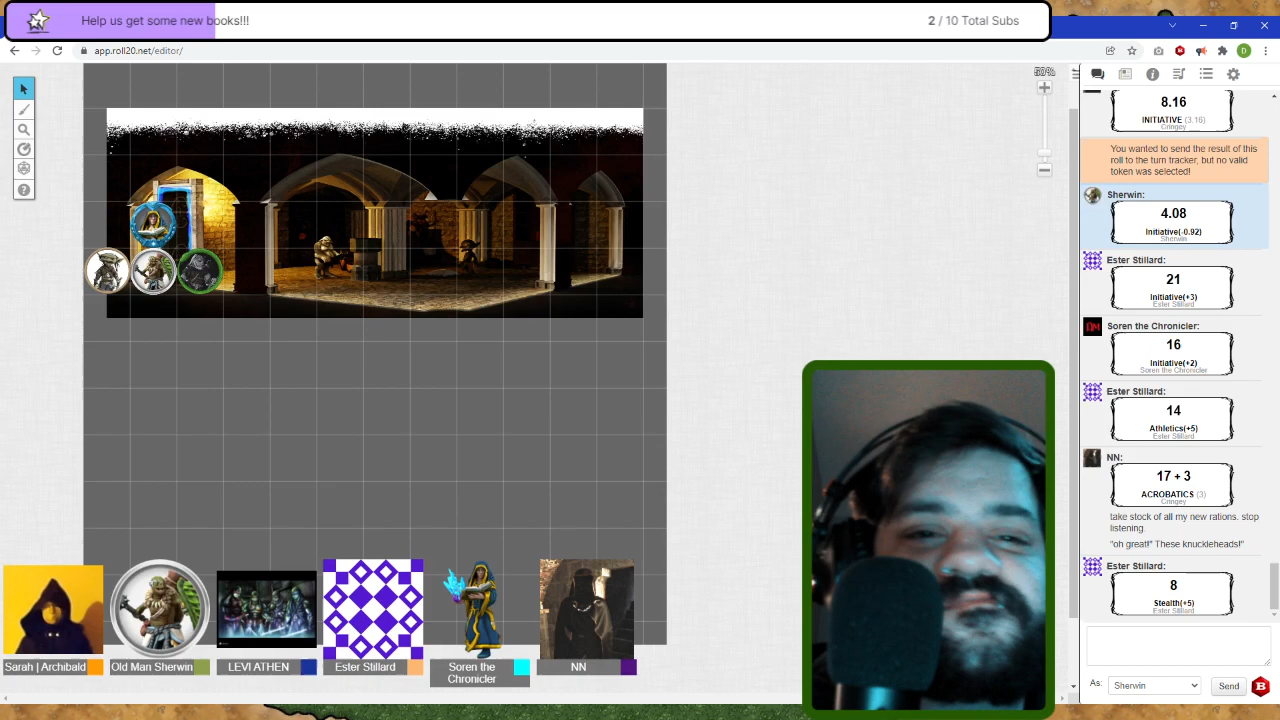 Help us get some new books!!!
2 / 10 Total Subs
app.roll20.net/editor/
D
50%
8.16
INITIATIVE (3.16)
Cringey
You wanted to send the result of this
roll to the turn tracker, but no valid
token was selected!
Sherwin:
4.08
Initiative(-0.92)
Sherwin
Ester Stillard:
21
Initiative(+3)
Ester Stillard
Soren the Chronicler:
16
Initiative(+2)
Soren the Chronicler
Ester Stillard:
14
Athletics(+5)
Ester Stillard
NN:
17 + 3
ACROBATICS (3)
Cringey
take stock of all my new rations. stop
listening.
"oh great!" These knuckleheads!"
Ester Stillard:
8
Stealth(+5)
Ester Stillard
As:
Sherwin
Send
B
Sarah | Archibald
Old Man Sherwin
LEVI ATHEN
Ester Stillard
Soren the
Chronicler
NN